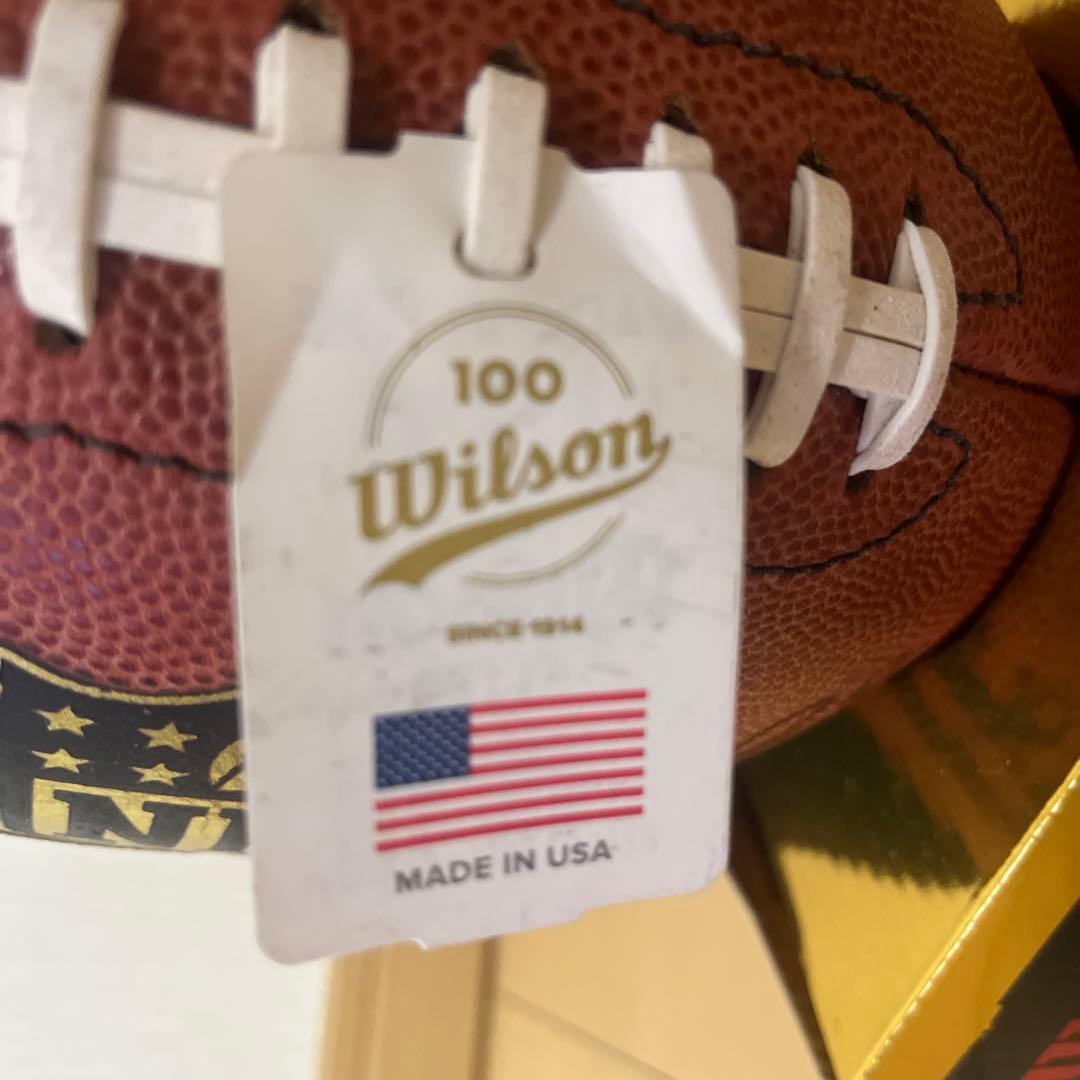 100
Wilson
SINCE 1914
MADE IN USA